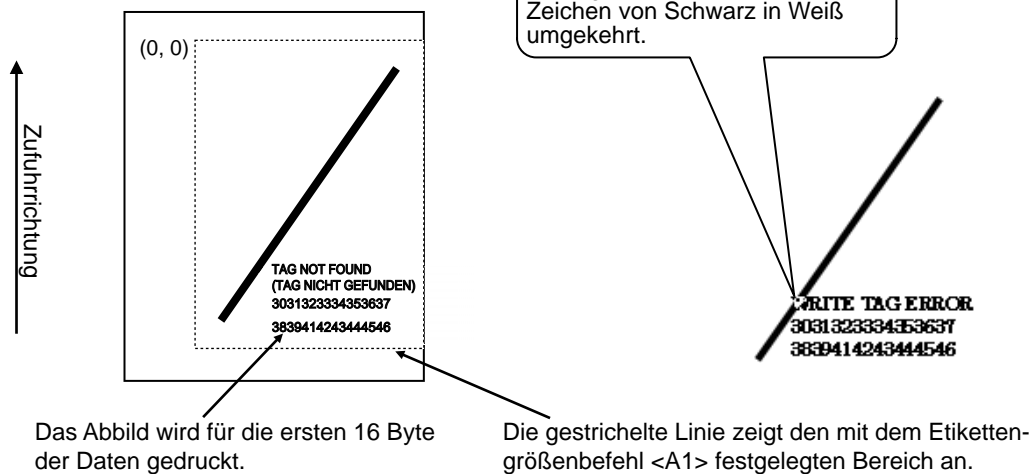 Zeichen von Schwarz in Weiß
umgekehrt.
(0, 0)
Zufuhrrichtung
TAG NOT FOUND
(TAG NICHT GEFUNDEN)
3031323334353637
3839414243444546
WRITE TAG ERROR
3031323334353637
3839414243444546
Das Abbild wird für die ersten 16 Byte
der Daten gedruckt.
Die gestrichelte Linie zeigt den mit dem Etiketten-
größenbefehl <A1> festgelegten Bereich an.